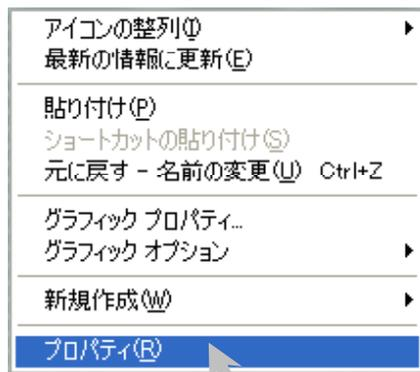 アイコンの整列(I)
最新の情報に更新(E)
貼り付け(P)
ショートカットの貼り付け(S)
元に戻す - 名前の変更(U) Ctrl+Z
グラフィック プロパティ...
グラフィック オプション
新規作成(W)
プロパティ(R)